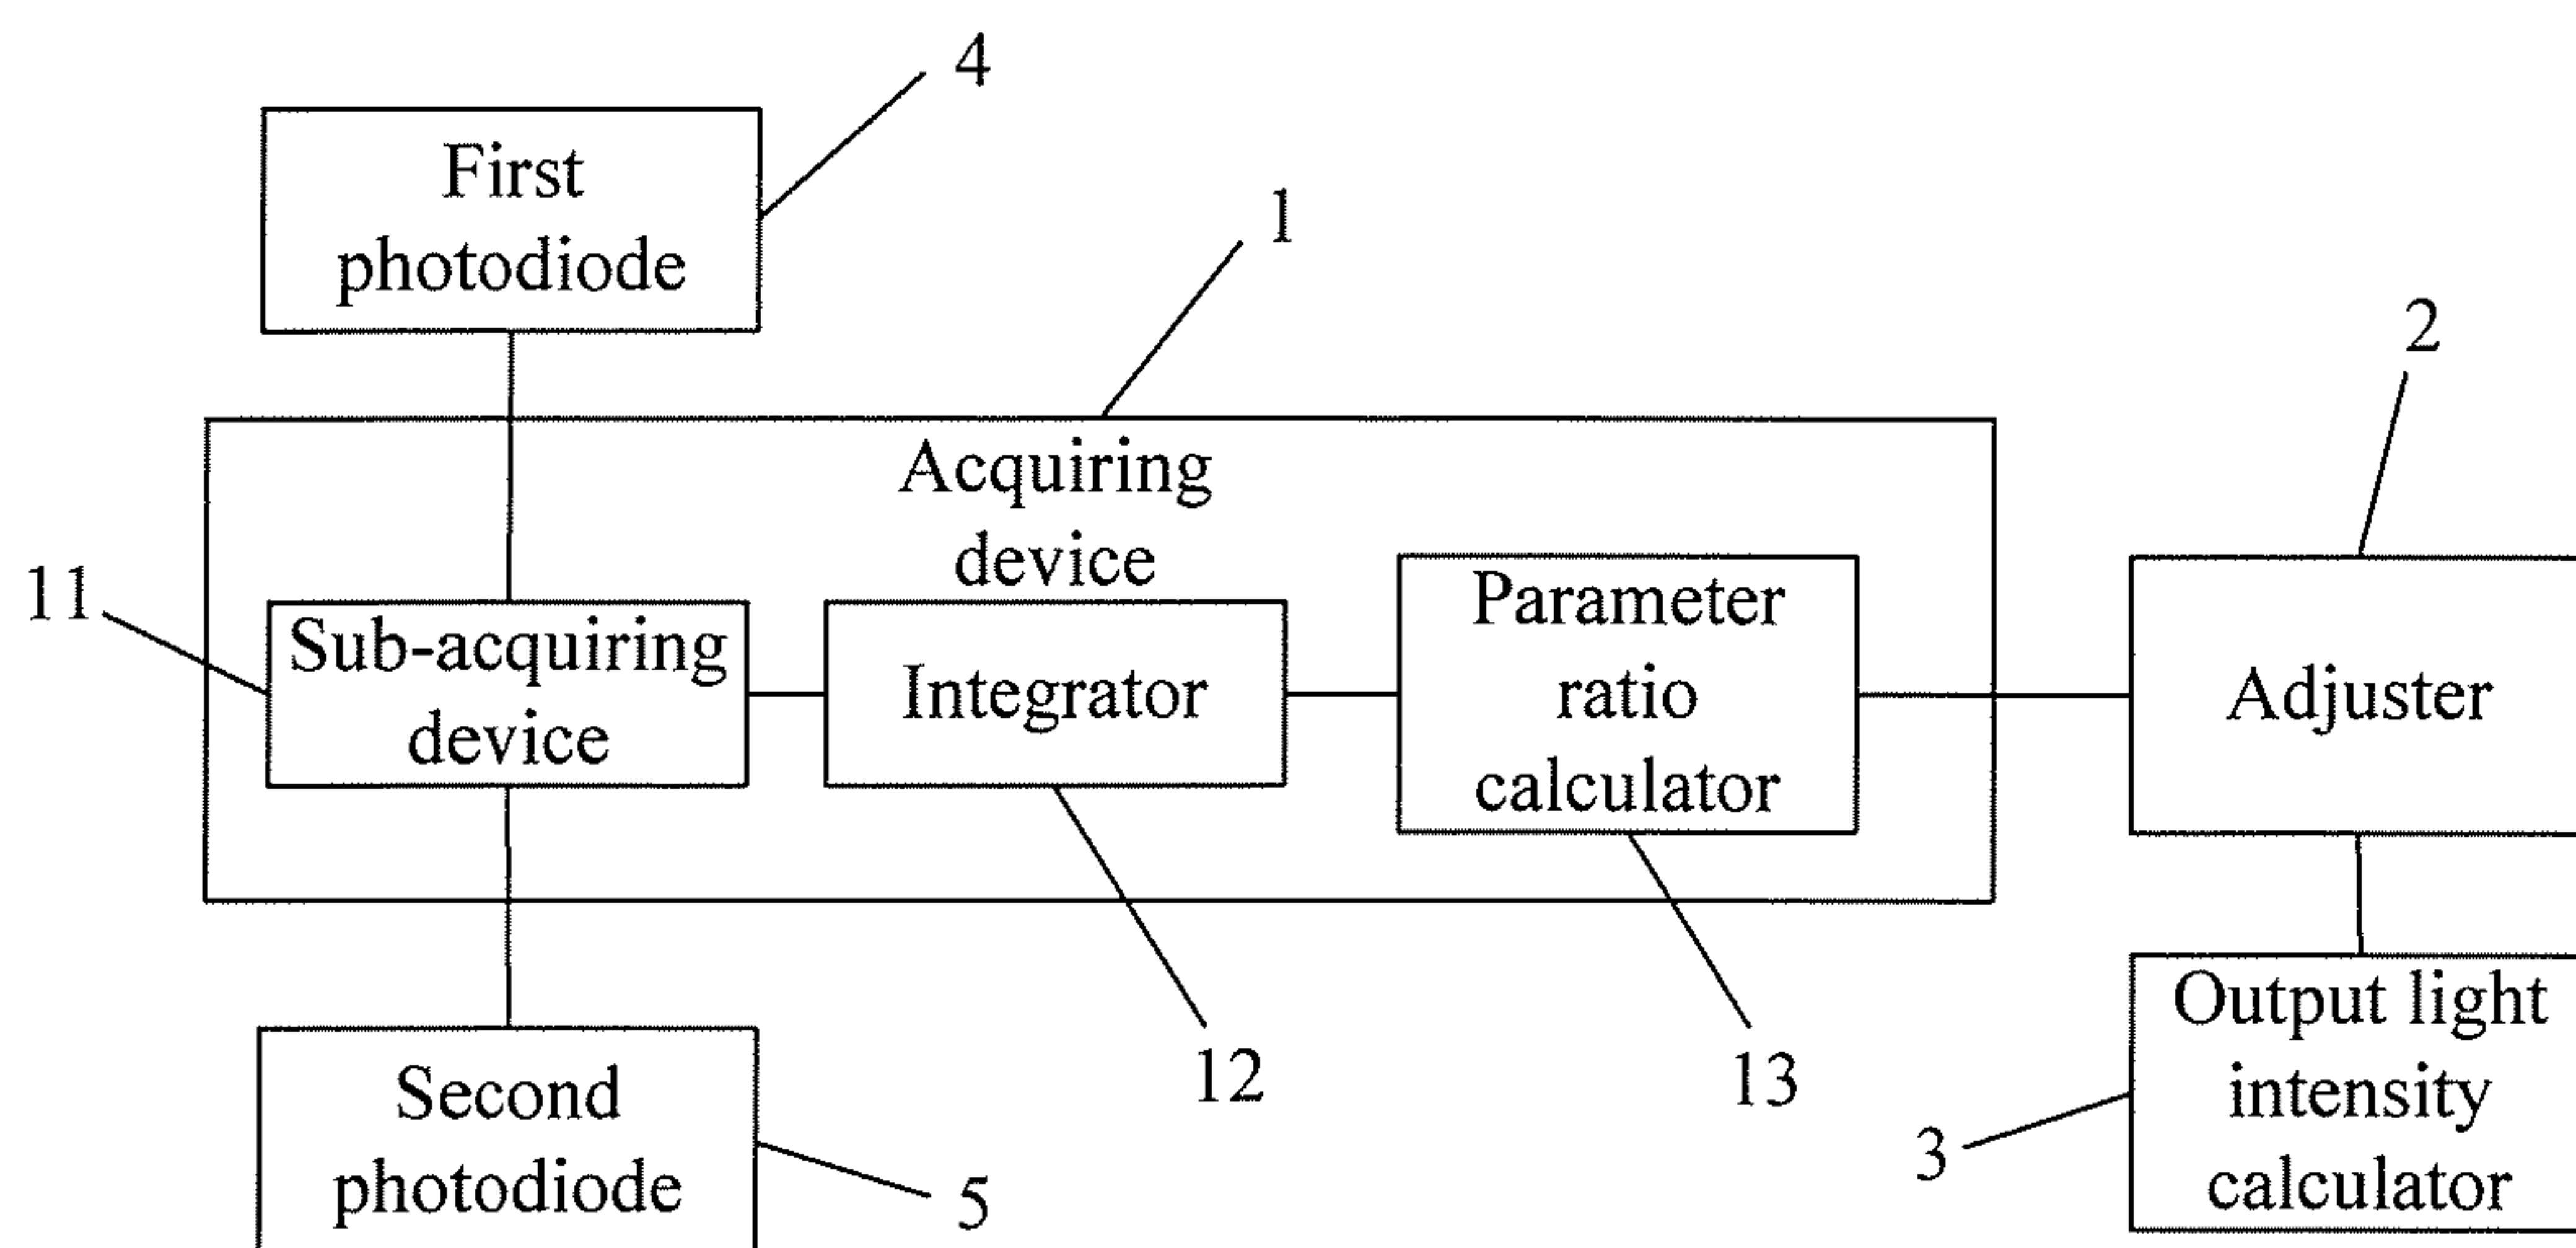 4
First
photodiode
1
2
Acquiring
device
11
Sub-acquiring
device
Integrator
Parameter
ratio
calculator
Adjuster
Output light
intensity
calculator
12
13
3
Second
photodiode
5